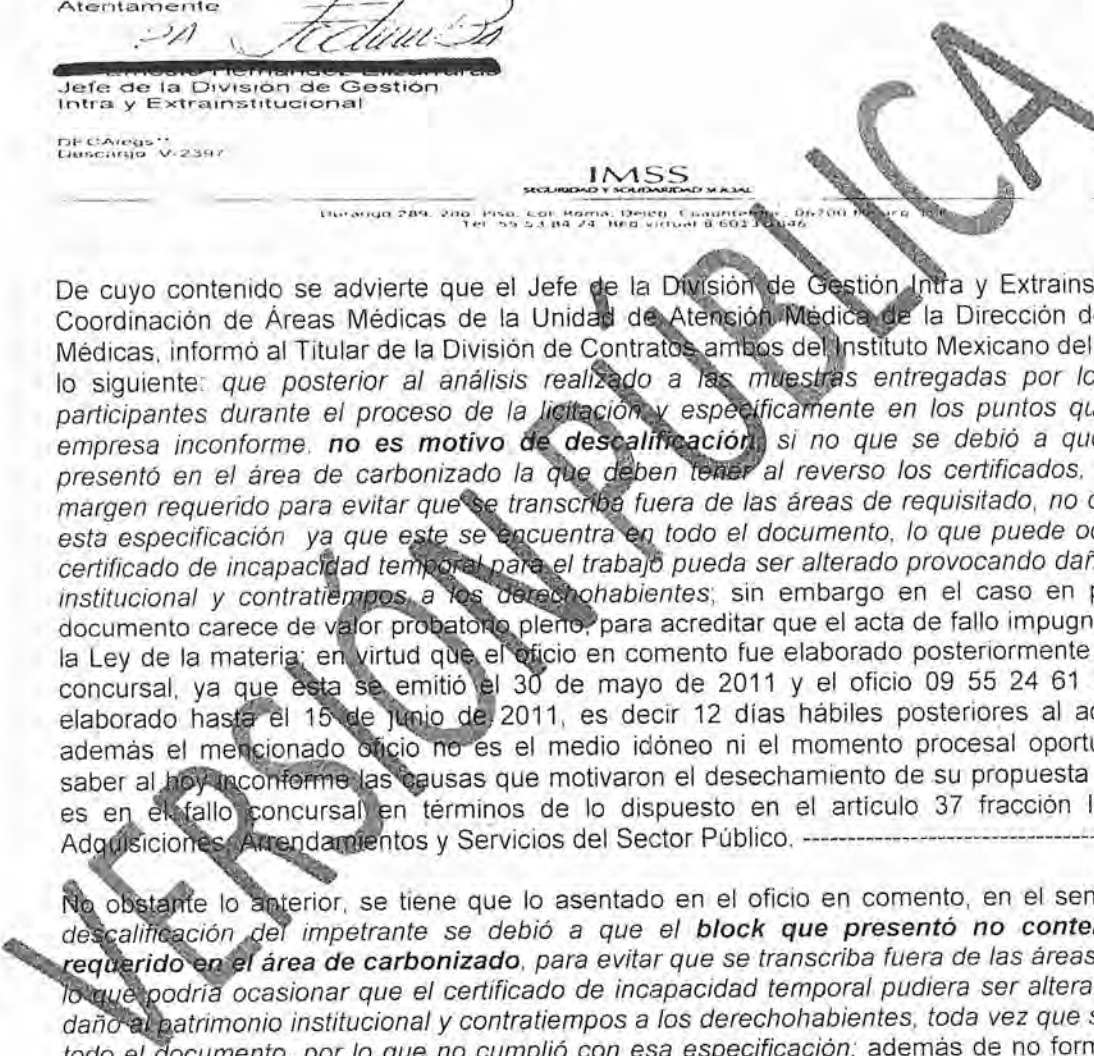 Atentamente
Jefe de la División de Gestión
Intra y Extrainstitucional
Descargo V-2397
IMSS
SEGURIDAD Y SOLIDARIDAD SOCIAL
Durango 289, 2do. Piso, Col. Roma, Deleg. 06700
De cuyo contenido se advierte que el Jefe de la División de Gestión Intra y Extrains
Coordinación de Áreas Médicas de la Unidad de Atención Médica de la Dirección d
Médicas, informó al Titular de la División de Contratos ambos del Instituto Mexicano del
lo siguiente: que posterior al análisis realizado a las muestras entregadas por lo
participantes durante el proceso de la licitación y específicamente en los puntos qu
empresa inconforme, no es motivo de descalificación, si no que se debió a que
presentó en el área de carbonizado la que deben tener al reverso los certificados,
margen requerido para evitar que se transcriba fuera de las áreas de requisitado, no c
esta especificación ya que este se encuentra en todo el documento, lo que puede oc
certificado de incapacidad temporal para el trabajo pueda ser alterado provocando dañ
institucional y contratiempos a los derechohabientes; sin embargo en el caso en p
documento carece de valor probatorio pleno, para acreditar que el acta de fallo impugn
la Ley de la materia; en virtud que el oficio en comento fue elaborado posteriormente
concursal, ya que ésta se emitió el 30 de mayo de 2011 y el oficio 09 55 24 61
elaborado hasta el 15 de junio de 2011, es decir 12 días hábiles posteriores al ac
además el mencionado oficio no es el medio idóneo ni el momento procesal oportu
saber al hoy inconforme las causas que motivaron el desechamiento de su propuesta
es en el fallo concursal en términos de lo dispuesto en el artículo 37 fracción I
Adquisiciones, Arrendamientos y Servicios del Sector Público. ---------------------------------
No obstante lo anterior, se tiene que lo asentado en el oficio en comento, en el sen
descalificación del impetrante se debió a que el block que presentó no conte
requerido en el área de carbonizado, para evitar que se transcriba fuera de las áreas
lo que podría ocasionar que el certificado de incapacidad temporal pudiera ser altera
daño al patrimonio institucional y contratiempos a los derechohabientes, toda vez que s
todo el documento, por lo que no cumplió con esa especificación; además de no form
VERSIÓN PÚBLICA